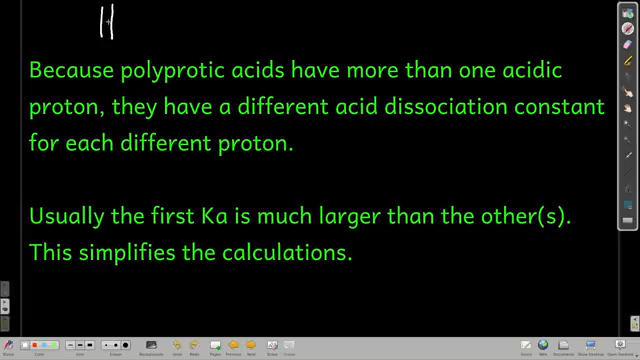 Because polyprotic acids have more than one acidic
proton, they have a different acid dissociation constant
for each different proton.
Usually the first Ka is much larger than the other(s).
This simplifies the calculations.